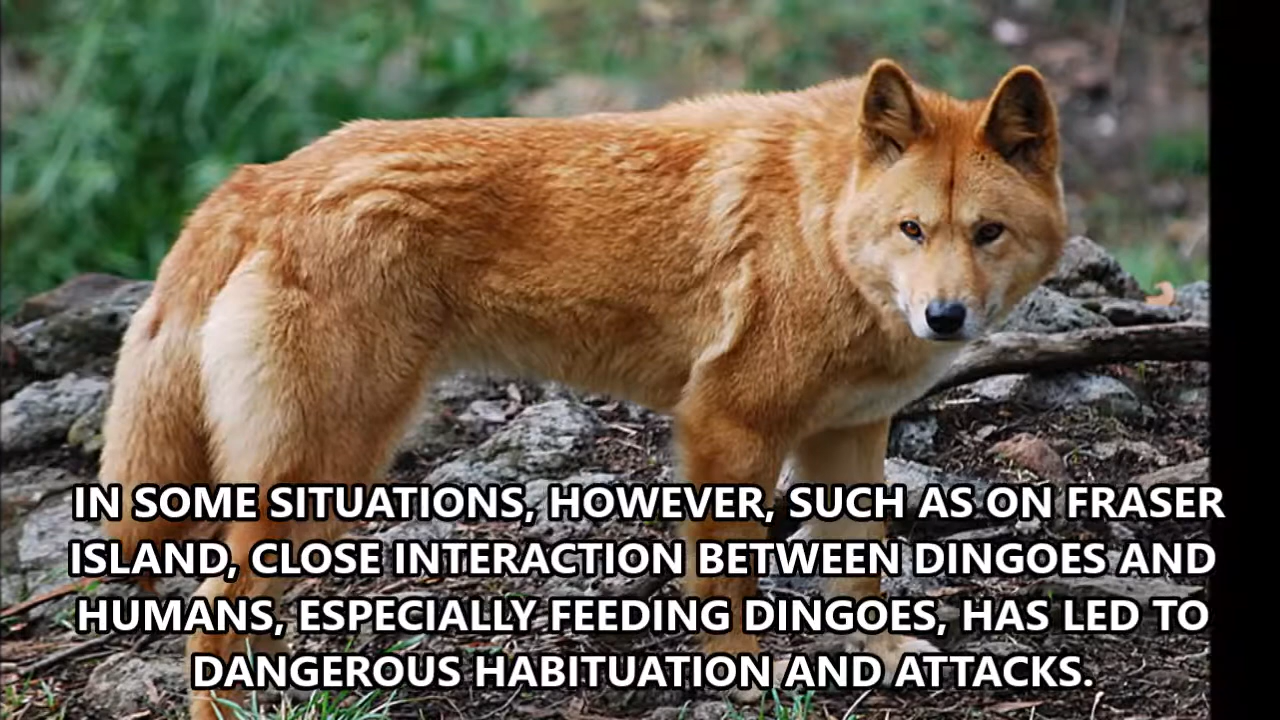 IN SOME SITUATIONS, HOWEVER, SUCH AS ON FRASER
ISLAND, CLOSE INTERACTION BETWEEN DINGOES AND
HUMANS, ESPECIALLY FEEDING DINGOES, HAS LED TO
DANGEROUS HABITUATION AND ATTACKS.